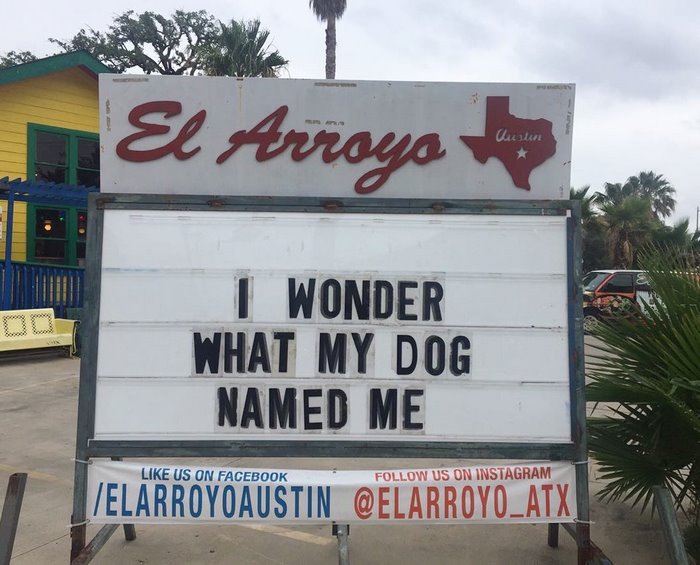 El Arroyo
Austin
I WONDER
WHAT MY DOG
NAMED ME
LIKE US ON FACEBOOK
/ELARROYOAUSTIN
FOLLOW US ON INSTAGRAM
@ELARROYO_ATX